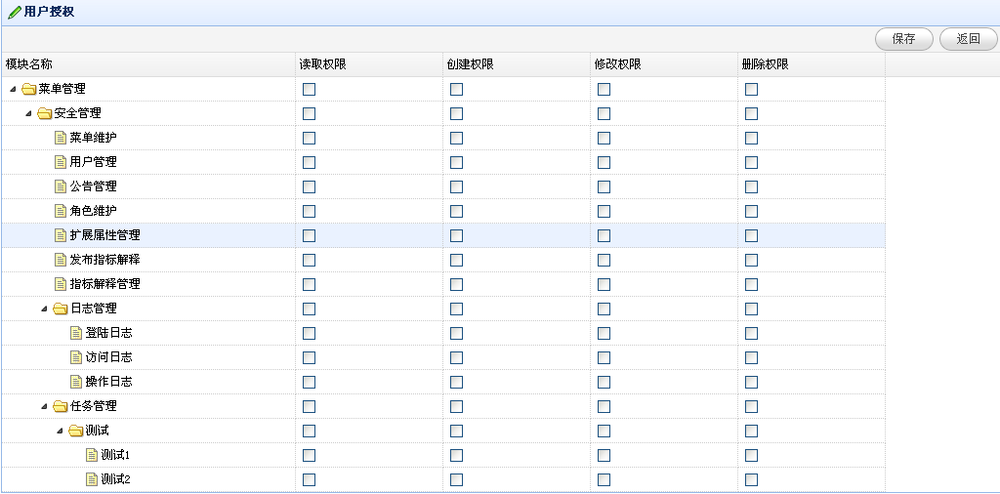 用户授权
保存 返回
模块名称 读取权限 创建权限 修改权限 删除权限
菜单管理
安全管理
菜单维护
用户管理
公告管理
角色维护
扩展属性管理
发布指标解释
指标解释管理
日志管理
登陆日志
访问日志
操作日志
任务管理
测试
测试1
测试2